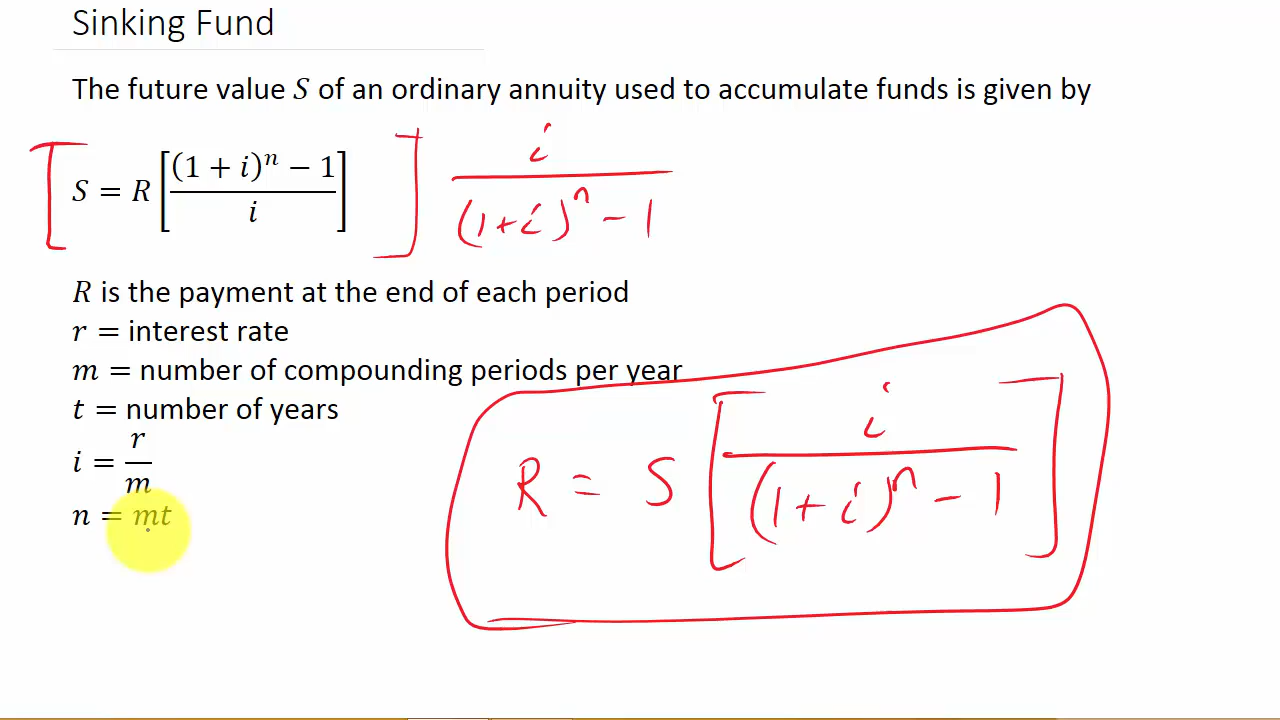 Sinking Fund
The future value S of an ordinary annuity used to accumulate funds is given by
[ S = R [ ((1 + i)^n − 1) / i ] ] i / ((1+i)^n − 1)
R is the payment at the end of each period
r = interest rate
m = number of compounding periods per year
t = number of years
i = r/m
n = mt
R = S [ i / ((1+i)^n − 1) ]